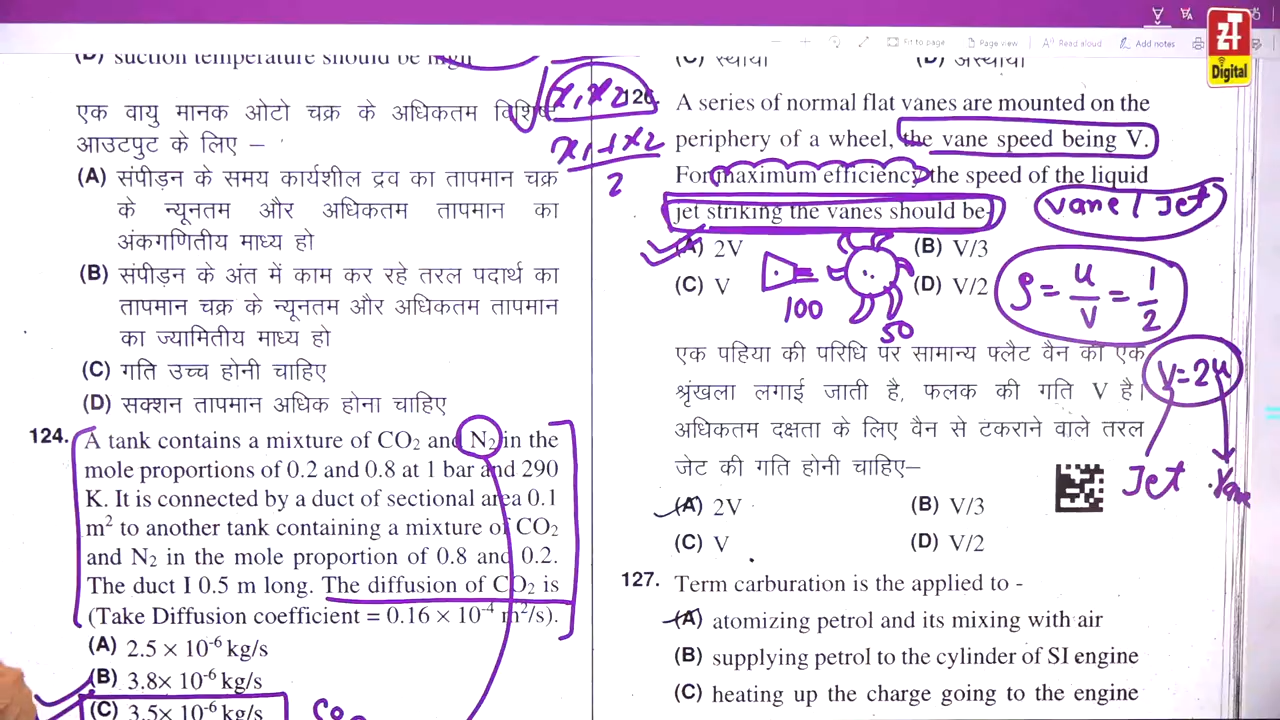 Fit to page
Page view
Read aloud
Add notes
ZT
Digital
(D) suction temperature should be high
एक वायु मानक ओटो चक्र के अधिकतम विशिष्ट
आउटपुट के लिए –
(A) संपीड़न के समय कार्यशील द्रव का तापमान चक्र
के न्यूनतम और अधिकतम तापमान का
अंकगणितीय माध्य हो
(B) संपीड़न के अंत में काम कर रहे तरल पदार्थ का
तापमान चक्र के न्यूनतम और अधिकतम तापमान
का ज्यामितीय माध्य हो
(C) गति उच्च होनी चाहिए
(D) सक्शन तापमान अधिक होना चाहिए
124. A tank contains a mixture of CO₂ and N₂ in the
mole proportions of 0.2 and 0.8 at 1 bar and 290
K. It is connected by a duct of sectional area 0.1
m² to another tank containing a mixture of CO₂
and N₂ in the mole proportion of 0.8 and 0.2.
The duct I 0.5 m long. The diffusion of CO₂ is
(Take Diffusion coefficient = 0.16 × 10⁻⁴ m²/s).
(A) 2.5 × 10⁻⁶ kg/s
(B) 3.8× 10⁻⁶ kg/s
(C) 3.5×10⁻⁶ kg/s
√x₁x₂
x₁+x₂
2
(C) स्थायी
(D) अस्थायी
126. A series of normal flat vanes are mounted on the
periphery of a wheel, the vane speed being V.
For maximum efficiency the speed of the liquid
jet striking the vanes should be-
(A) 2V
(B) V/3
(C) V
(D) V/2
vane / Jet
100
50
ρ = u/V = 1/2
V=2u
Jet
Vane
एक पहिया की परिधि पर सामान्य फ्लैट वैन की एक
श्रृंखला लगाई जाती है, फलक की गति V है।
अधिकतम दक्षता के लिए वैन से टकराने वाले तरल
जेट की गति होनी चाहिए–
(A) 2V
(B) V/3
(C) V
(D) V/2
127. Term carburation is the applied to -
(A) atomizing petrol and its mixing with air
(B) supplying petrol to the cylinder of SI engine
(C) heating up the charge going to the engine